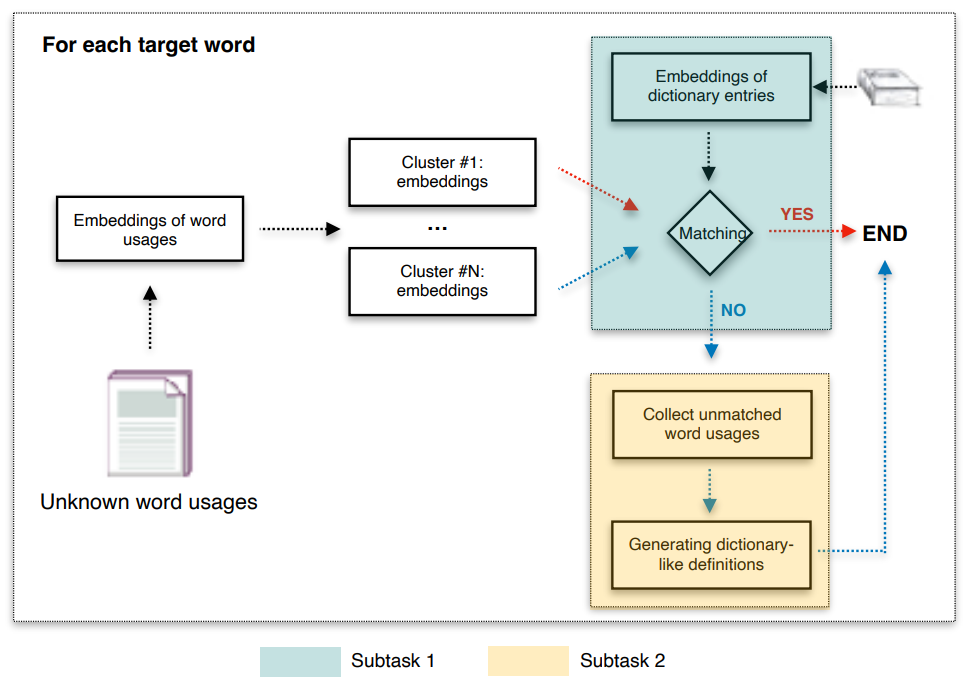 For each target word
Embeddings of
dictionary entries
Cluster #1:
embeddings
Embeddings of word
usages
...
Matching
YES
END
Cluster #N:
embeddings
NO
Collect unmatched
word usages
Unknown word usages
Generating dictionary-
like definitions
Subtask 1
Subtask 2